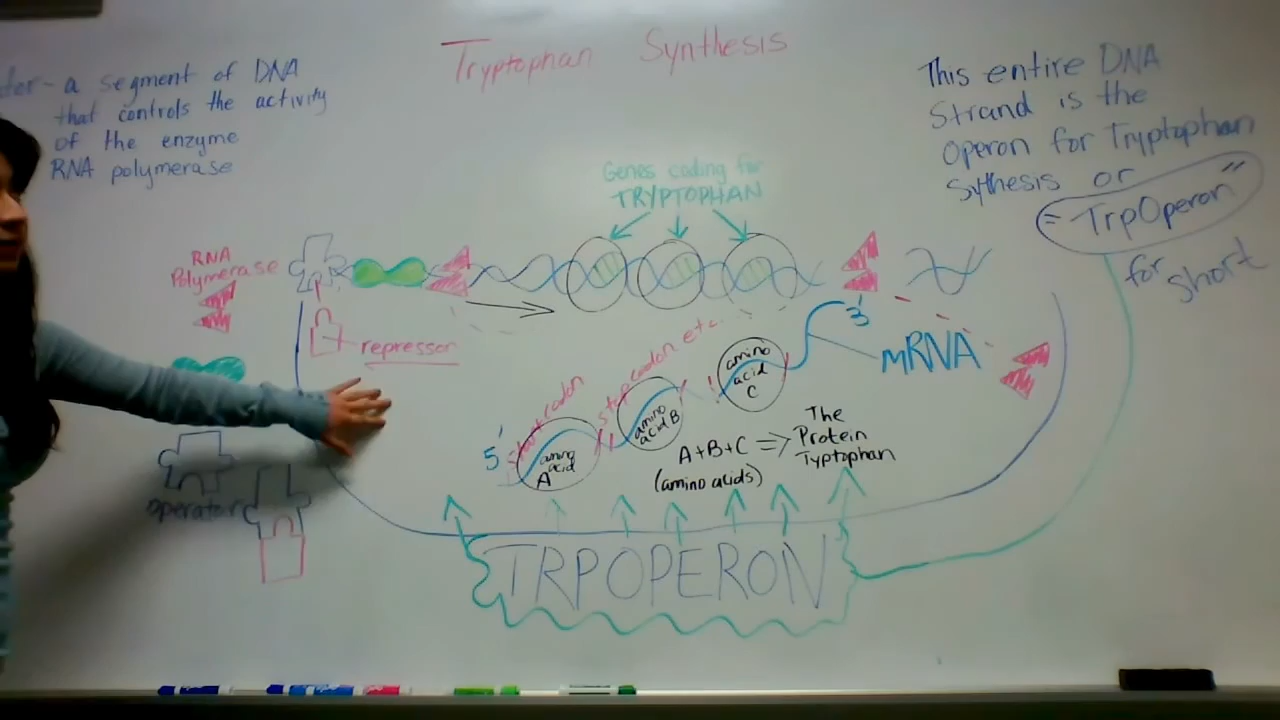 Tryptophan Synthesis
a segment of DNA
that controls the activity
of the enzyme
RNA polymerase
This entire DNA
Strand is the
Operon for Tryptophan
Sythesis or
"TrpOperon"
for short
Genes coding for
TRYPTOPHAN
RNA
Polymerase
repressor
operator
3'
mRNA
start codon
stop codon etc.
5'
amino
acid
A
amino
acid B
amino
acid
C
A+B+C =>
(amino acids)
The
Protein
Typtophan
TRPOPERON